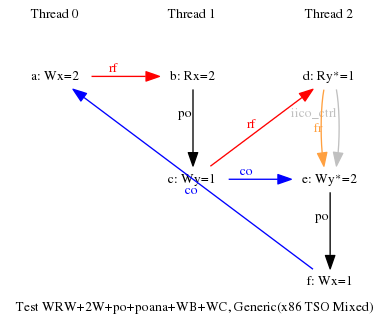 Thread 0 Thread 1 Thread 2
a: Wx=2 rf b: Rx=2 d: Ry*=1
po rf iico_ctrl
fr
c: Wy=1 co e: Wy*=2
co
po
f: Wx=1
Test WRW+2W+po+poana+WB+WC, Generic(x86 TSO Mixed)